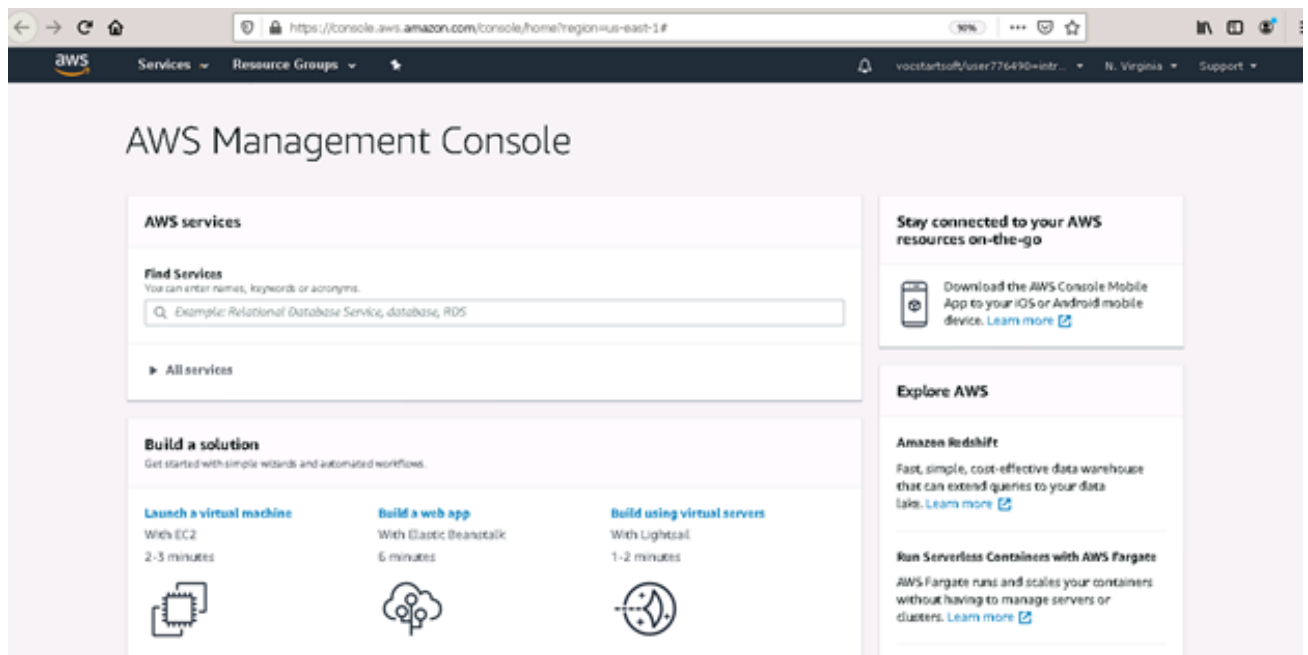 https://console.aws.amazon.com/console/home?region=us-east-1#
90%
aws
Services
Resource Groups
vocstartsoft/user776490=intr...
N. Virginia
Support
AWS Management Console
AWS services
Find Services
You can enter names, keywords or acronyms.
Example: Relational Database Service, database, RDS
All services
Build a solution
Get started with simple wizards and automated workflows.
Launch a virtual machine
With EC2
2-3 minutes
Build a web app
With Elastic Beanstalk
6 minutes
Build using virtual servers
With Lightsail
1-2 minutes
Stay connected to your AWS
resources on-the-go
Download the AWS Console Mobile
App to your iOS or Android mobile
device. Learn more
Explore AWS
Amazon Redshift
Fast, simple, cost-effective data warehouse
that can extend queries to your data
lake. Learn more
Run Serverless Containers with AWS Fargate
AWS Fargate runs and scales your containers
without having to manage servers or
clusters. Learn more